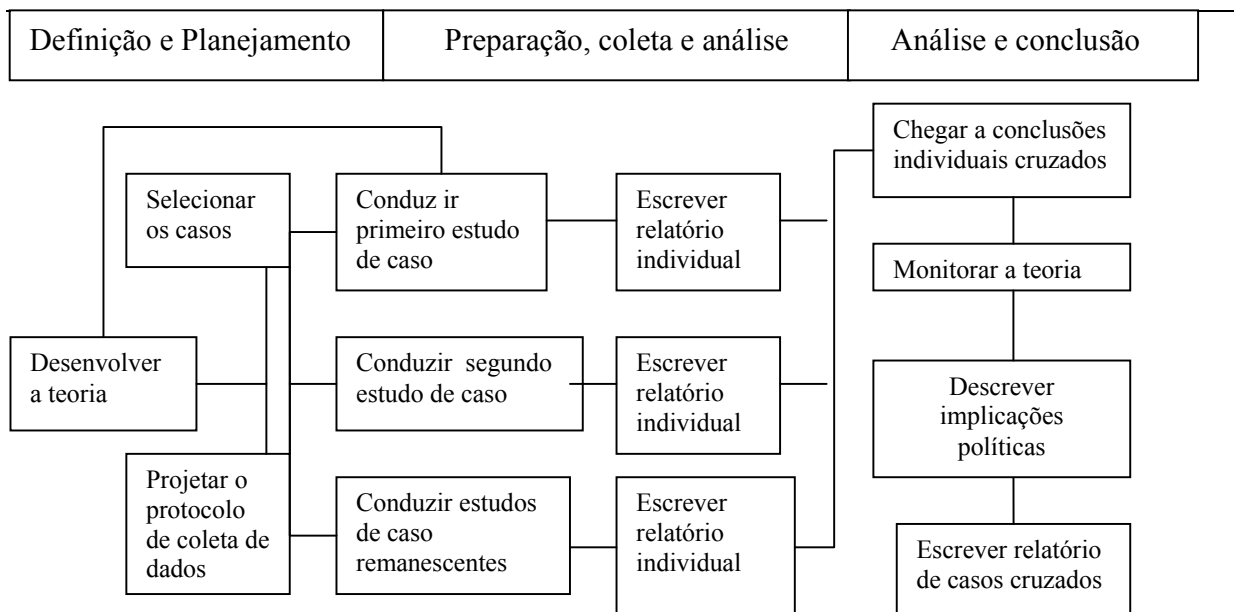 Definição e Planejamento
Preparação, coleta e análise
Análise e conclusão
Chegar a conclusões
individuais cruzados
Selecionar
os casos
Conduz ir
primeiro estudo
de caso
Escrever
relatório
individual
Monitorar a teoria
Desenvolver
a teoria
Conduzir segundo
estudo de caso
Escrever
relatório
individual
Descrever
implicações
políticas
Projetar o
protocolo
de coleta de
dados
Conduzir estudos
de caso
remanescentes
Escrever
relatório
individual
Escrever relatório
de casos cruzados